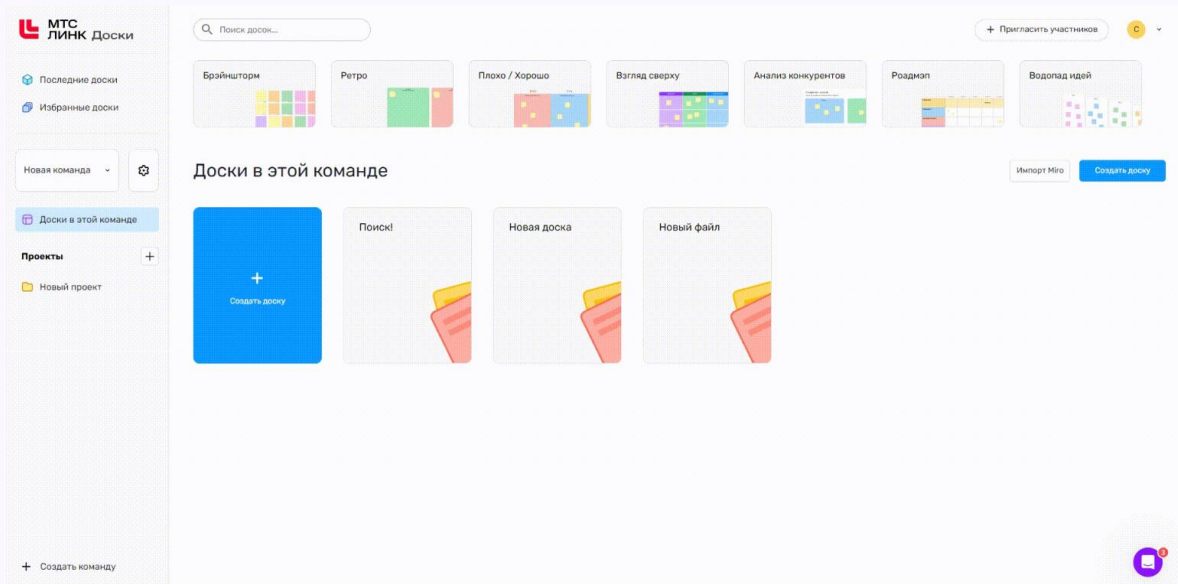 МТС
ЛИНК Доски
Поиск досок...
+ Пригласить участников
С
Последние доски
Избранные доски
Брэйншторм
Ретро
Плохо / Хорошо
Взгляд сверху
Анализ конкурентов
Роадмэп
Водопад идей
Новая команда
Доски в этой команде
Импорт Miro
Создать доску
Доски в этой команде
Проекты
+
Новый проект
+
Создать доску
Поиск!
Новая доска
Новый файл
+ Создать команду
3